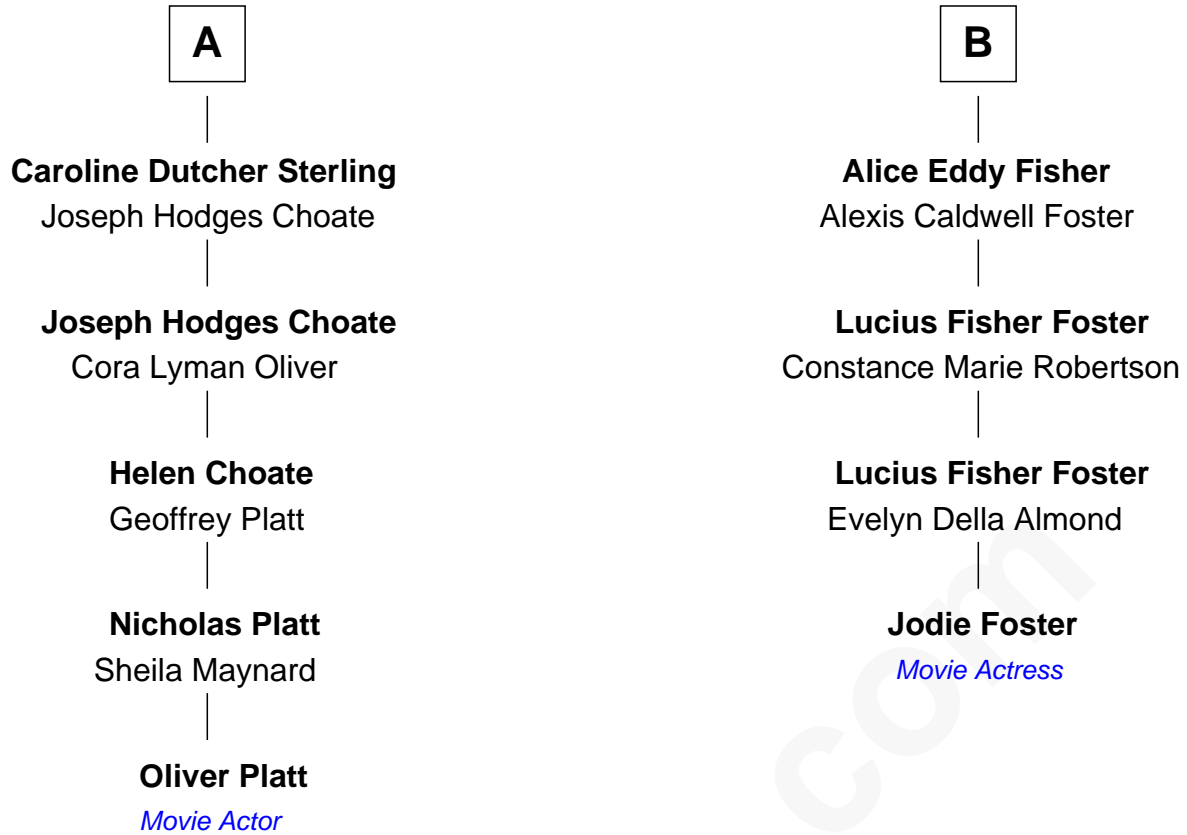 A
Caroline Dutcher Sterling
Joseph Hodges Choate
Joseph Hodges Choate
Cora Lyman Oliver
Helen Choate
Geoffrey Platt
Nicholas Platt
Sheila Maynard
Oliver Platt
Movie Actor
B
Alice Eddy Fisher
Alexis Caldwell Foster
Lucius Fisher Foster
Constance Marie Robertson
Lucius Fisher Foster
Evelyn Della Almond
Jodie Foster
Movie Actress
com